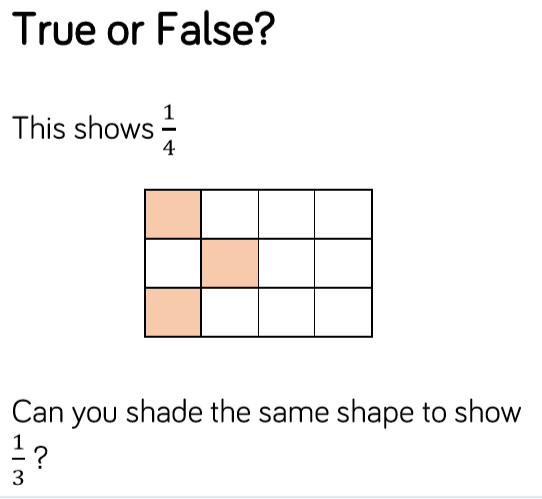 True or False?
This shows 1/4
Can you shade the same shape to show
1/3 ?